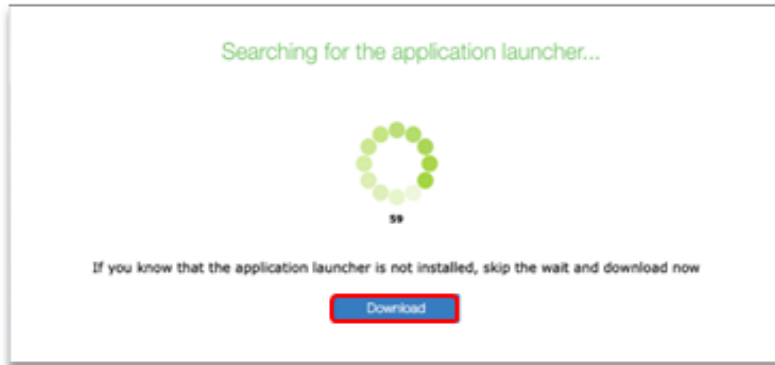 Searching for the application launcher...
59
If you know that the application launcher is not installed, skip the wait and download now
Download